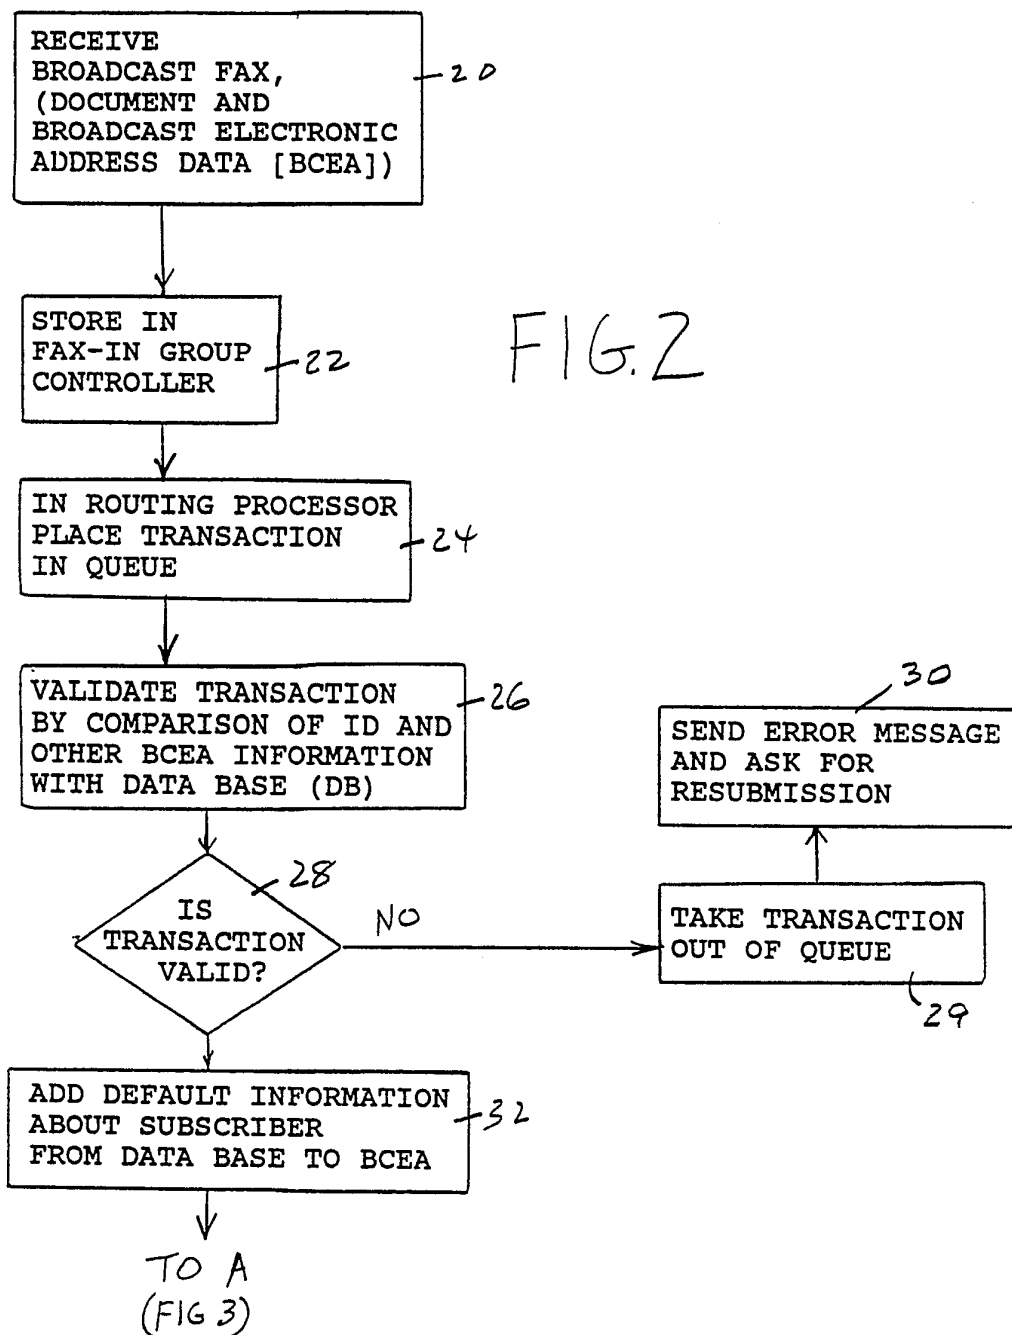 RECEIVE
BROADCAST FAX,
(DOCUMENT AND
BROADCAST ELECTRONIC
ADDRESS DATA [BCEA])
20
STORE IN
FAX-IN GROUP
CONTROLLER
22
FIG.2
IN ROUTING PROCESSOR
PLACE TRANSACTION
IN QUEUE
24
VALIDATE TRANSACTION
BY COMPARISON OF ID AND
OTHER BCEA INFORMATION
WITH DATA BASE (DB)
26
30
SEND ERROR MESSAGE
AND ASK FOR
RESUBMISSION
28
IS
TRANSACTION
VALID?
NO
TAKE TRANSACTION
OUT OF QUEUE
29
ADD DEFAULT INFORMATION
ABOUT SUBSCRIBER
FROM DATA BASE TO BCEA
32
TO A
(FIG 3)